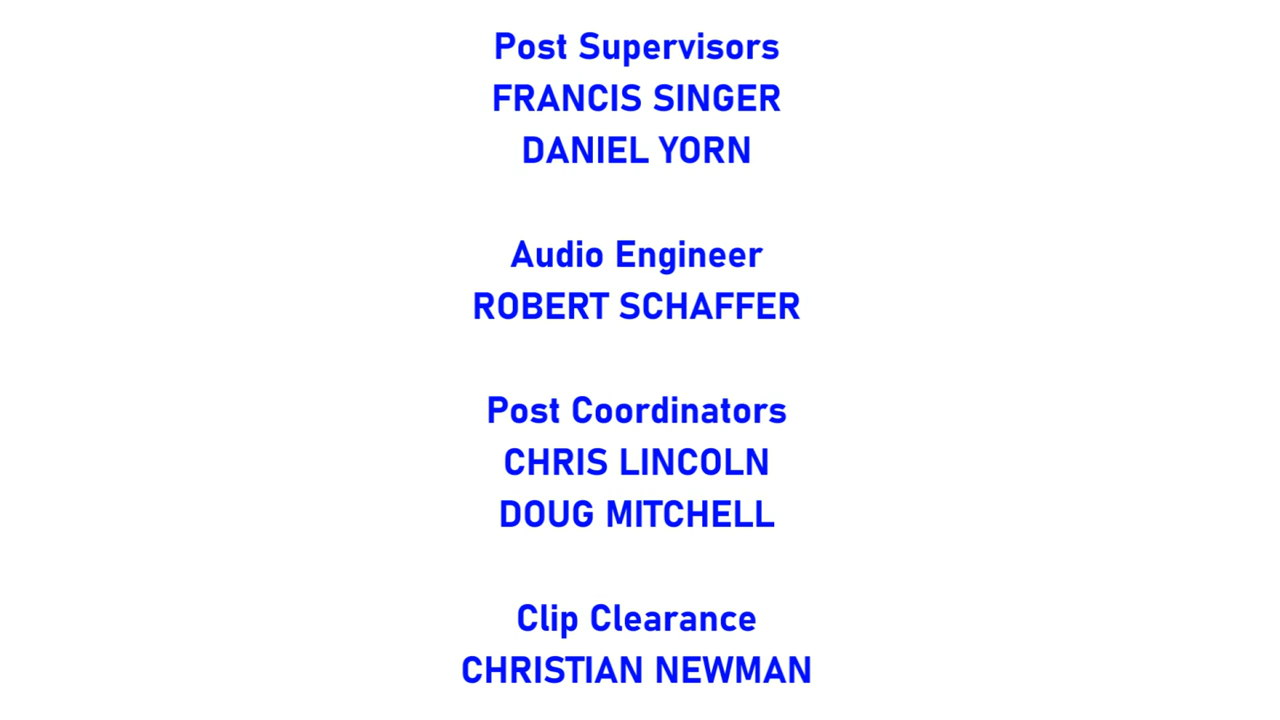 Post Supervisors
FRANCIS SINGER
DANIEL YORN
Audio Engineer
ROBERT SCHAFFER
Post Coordinators
CHRIS LINCOLN
DOUG MITCHELL
Clip Clearance
CHRISTIAN NEWMAN